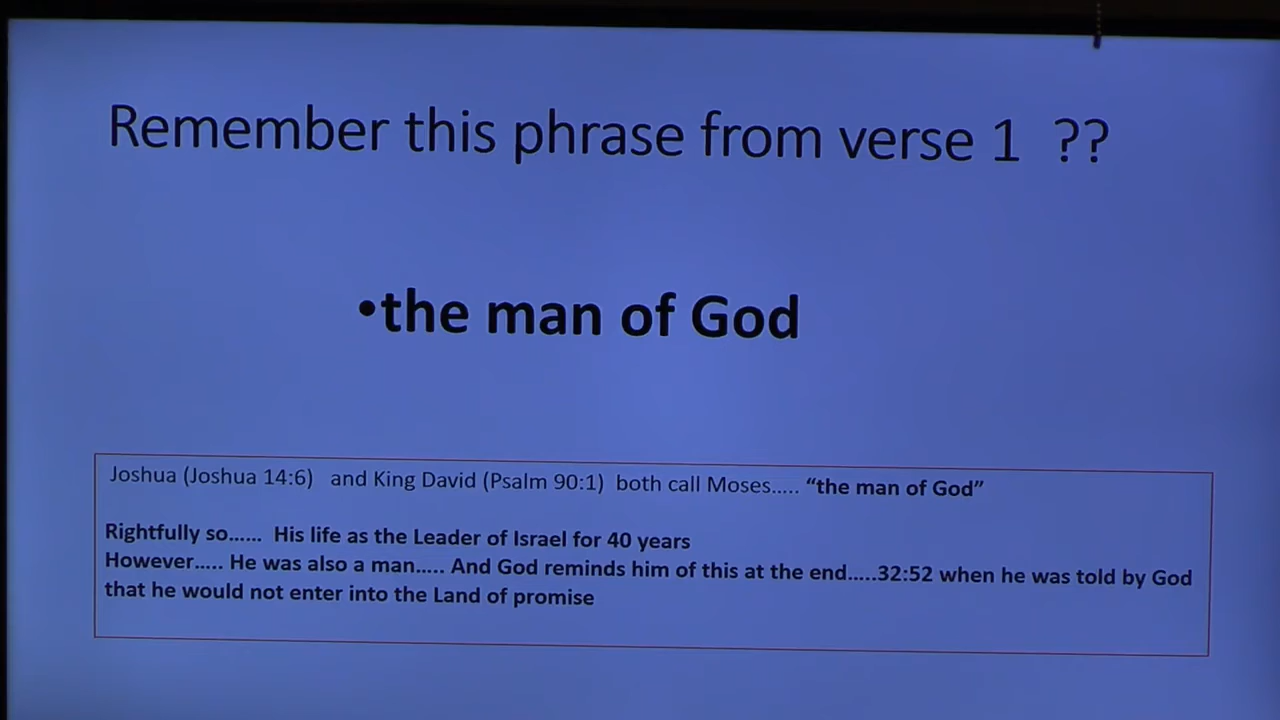 Remember this phrase from verse 1 ??
•the man of God
Joshua (Joshua 14:6) and King David (Psalm 90:1) both call Moses….. “the man of God”
Rightfully so…… His life as the Leader of Israel for 40 years
However….. He was also a man….. And God reminds him of this at the end…..32:52 when he was told by God
that he would not enter into the Land of promise